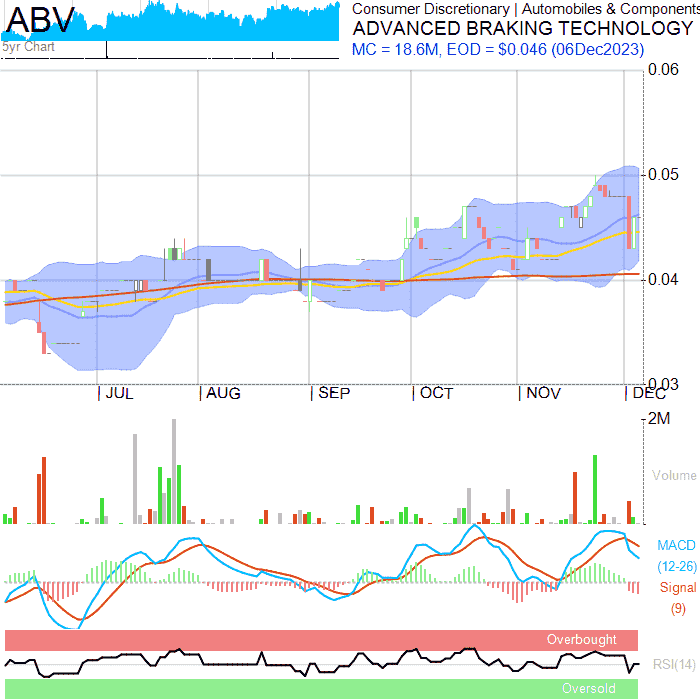 ABV
5yr Chart
Consumer Discretionary | Automobiles & Components
ADVANCED BRAKING TECHNOLOGY
MC = 18.6M, EOD = $0.046 (06Dec2023)
0.06
0.05
0.04
0.03
JUL
AUG
SEP
OCT
NOV
DEC
2M
Volume
MACD
(12-26)
Signal
(9)
Overbought
RSI(14)
Oversold